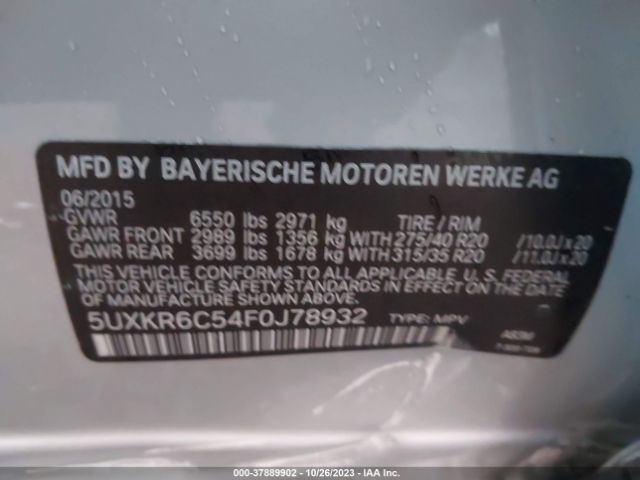 MFD BY BAYERISCHE MOTOREN WERKE AG
06/2015
GVWR 6550 lbs 2971 kg TIRE / RIM
GAWR FRONT 2989 lbs 1356 kg WITH 275/40 R20 /10.0J x 20
GAWR REAR 3699 lbs 1678 kg WITH 315/35 R20 /11.0J x 20
THIS VEHICLE CONFORMS TO ALL APPLICABLE U. S. FEDERAL
MOTOR VEHICLE SAFETY STANDARDS IN EFFECT ON THE
DATE OF MANUFACTURE SHOWN ABOVE.
5UXKR6C54F0J78932 TYPE: MPV
000-37889902 - 10/26/2023 - IAA Inc.